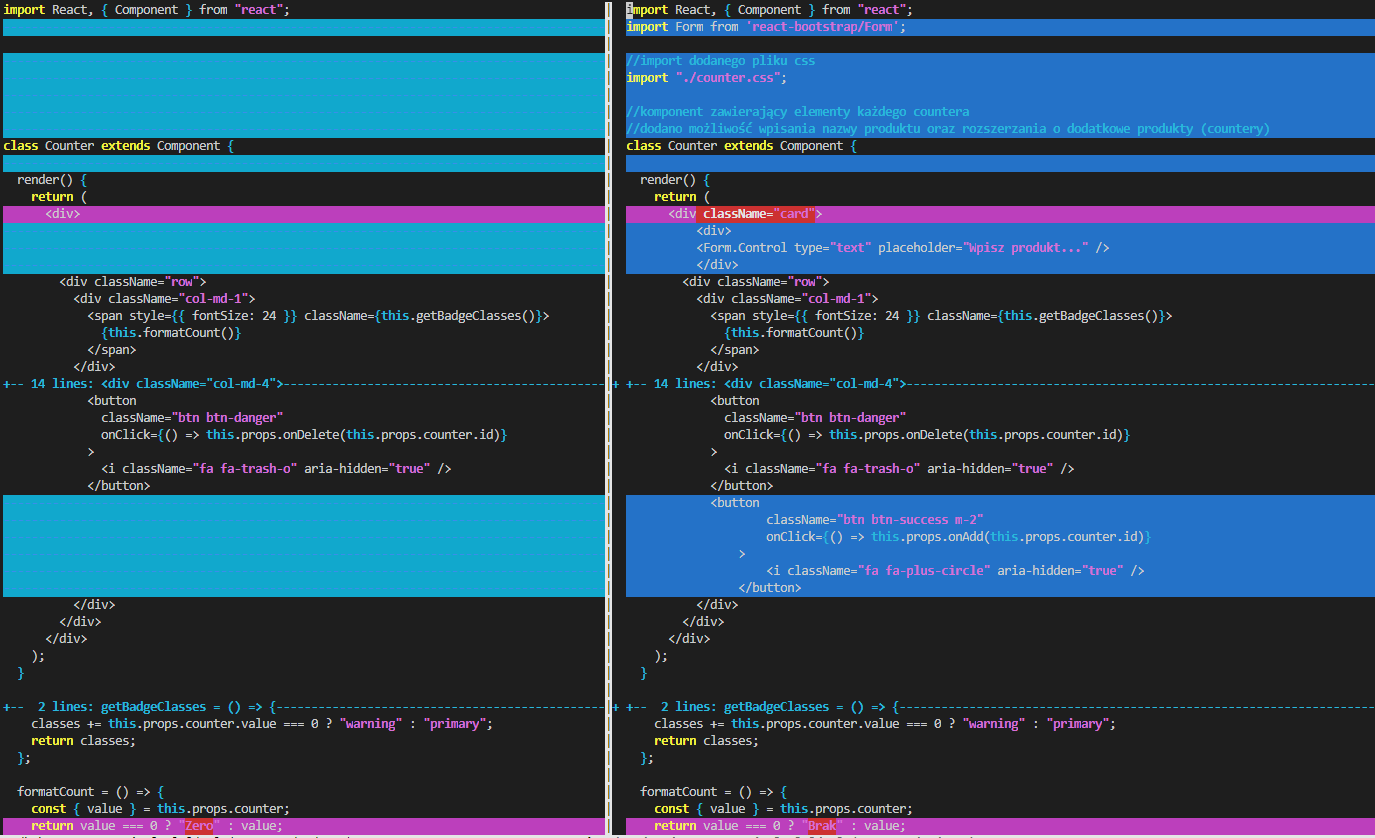 import React, { Component } from "react";
class Counter extends Component {
render() {
return (
<div>
<div className="row">
<div className="col-md-1">
<span style={{ fontSize: 24 }} className={this.getBadgeClasses()}>
{this.formatCount()}
</span>
</div>
+-- 14 lines: <div className="col-md-4">----------------------------------------------
<button
className="btn btn-danger"
onClick={() => this.props.onDelete(this.props.counter.id)}
>
<i className="fa fa-trash-o" aria-hidden="true" />
</button>
</div>
</div>
</div>
);
}
+--  2 lines: getBadgeClasses = () => {-----------------------------------------------
classes += this.props.counter.value === 0 ? "warning" : "primary";
return classes;
};
formatCount = () => {
const { value } = this.props.counter;
return value === 0 ? "Zero" : value;
import React, { Component } from "react";
import Form from 'react-bootstrap/Form';
//import dodanego pliku css
import "./counter.css";
//komponent zawierający elementy każdego countera
//dodano możliwość wpisania nazwy produktu oraz rozszerzania o dodatkowe produkty (countery)
class Counter extends Component {
render() {
return (
<div className="card">
<div>
<Form.Control type="text" placeholder="Wpisz produkt..." />
</div>
<div className="row">
<div className="col-md-1">
<span style={{ fontSize: 24 }} className={this.getBadgeClasses()}>
{this.formatCount()}
</span>
</div>
+ +-- 14 lines: <div className="col-md-4">-------------------------------------------------------------------
<button
className="btn btn-danger"
onClick={() => this.props.onDelete(this.props.counter.id)}
>
<i className="fa fa-trash-o" aria-hidden="true" />
</button>
<button
className="btn btn-success m-2"
onClick={() => this.props.onAdd(this.props.counter.id)}
>
<i className="fa fa-plus-circle" aria-hidden="true" />
</button>
</div>
</div>
</div>
);
}
+ +--  2 lines: getBadgeClasses = () => {--------------------------------------------------------------------
classes += this.props.counter.value === 0 ? "warning" : "primary";
return classes;
};
formatCount = () => {
const { value } = this.props.counter;
return value === 0 ? "Brak" : value;